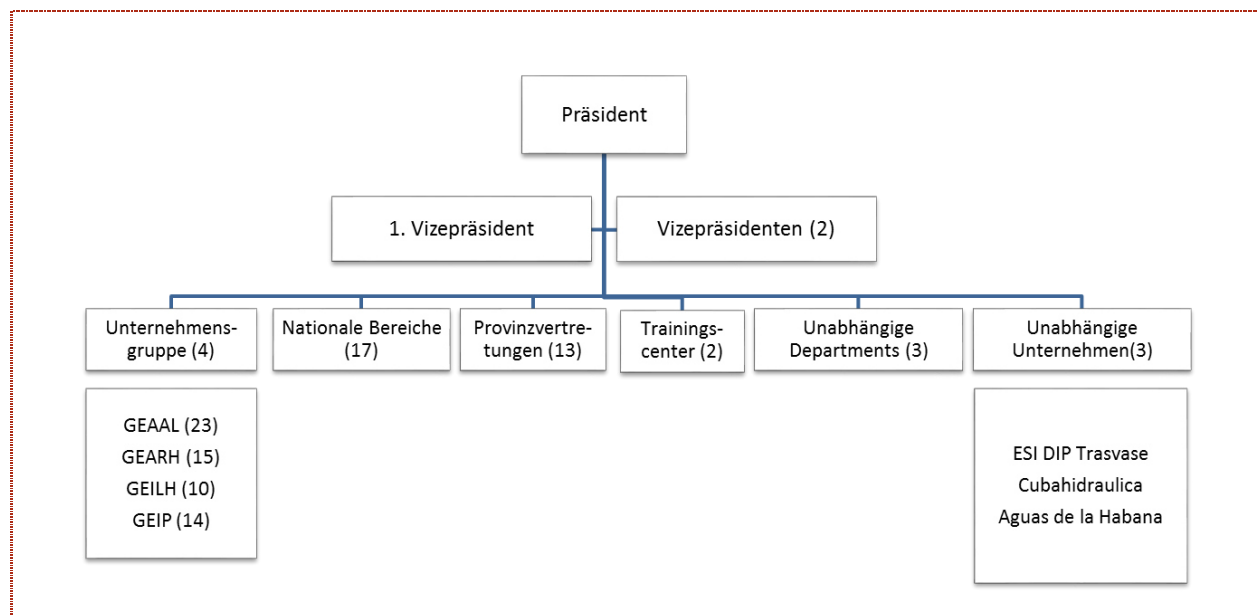 Präsident
1. Vizepräsident
Vizepräsidenten (2)
Unternehmens-
gruppe (4)
Nationale Bereiche
(17)
Provinzvertre-
tungen (13)
Trainings-
center (2)
Unabhängige
Departments (3)
Unabhängige
Unternehmen(3)
GEAAL (23)
GEARH (15)
GEILH (10)
GEIP (14)
ESI DIP Trasvase
Cubahidraulica
Aguas de la Habana